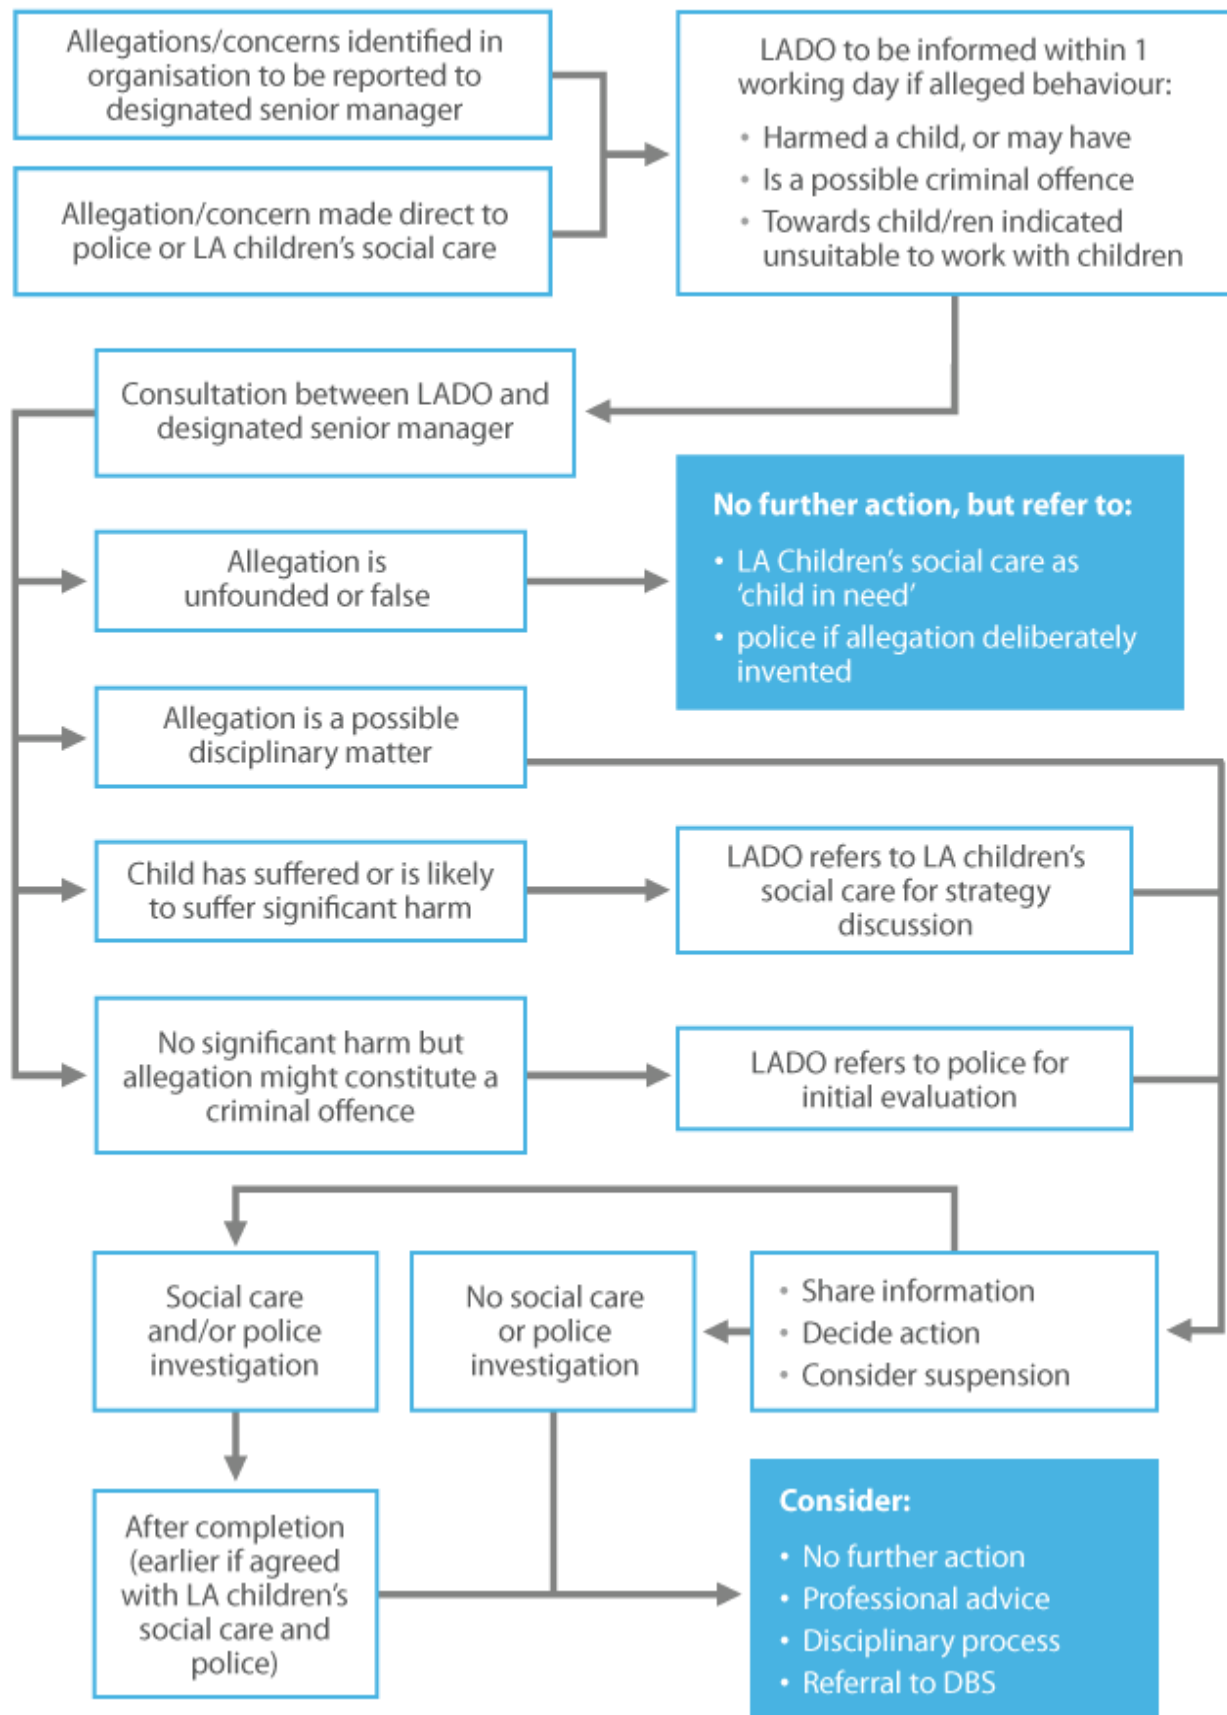 Allegations/concerns identified in
organisation to be reported to
designated senior manager
Allegation/concern made direct to
police or LA children's social care
LADO to be informed within 1
working day if alleged behaviour:
• Harmed a child, or may have
• Is a possible criminal offence
• Towards child/ren indicated
unsuitable to work with children
Consultation between LADO and
designated senior manager
Allegation is
unfounded or false
No further action, but refer to:
• LA Children's social care as
'child in need'
• police if allegation deliberately
invented
Allegation is a possible
disciplinary matter
Child has suffered or is likely
to suffer significant harm
LADO refers to LA children's
social care for strategy
discussion
No significant harm but
allegation might constitute a
criminal offence
LADO refers to police for
initial evaluation
Social care
and/or police
investigation
No social care
or police
investigation
• Share information
• Decide action
• Consider suspension
After completion
(earlier if agreed
with LA children's
social care and
police)
Consider:
• No further action
• Professional advice
• Disciplinary process
• Referral to DBS